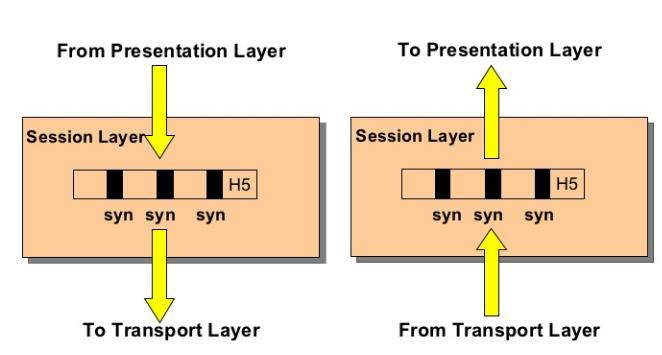 From Presentation Layer
To Presentation Layer
Session Layer
Session Layer
H5
H5
syn syn syn
syn syn syn
To Transport Layer
From Transport Layer